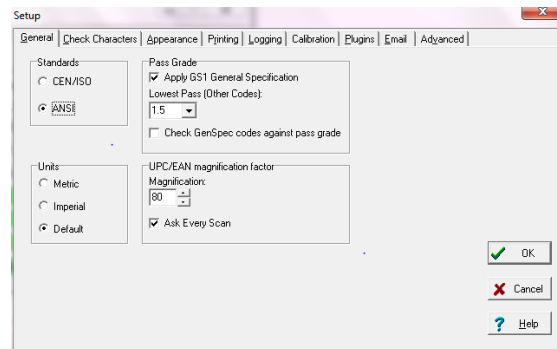 Setup
General Check Characters Appearance Printing Logging Calibration Plugins Email Advanced
Standards
CEN/ISO
ANSI
Pass Grade
Apply GS1 General Specification
Lowest Pass (Other Codes):
1.5
Check GenSpec codes against pass grade
Units
Metric
Imperial
Default
UPC/EAN magnification factor
Magnification:
80
Ask Every Scan
OK
Cancel
Help